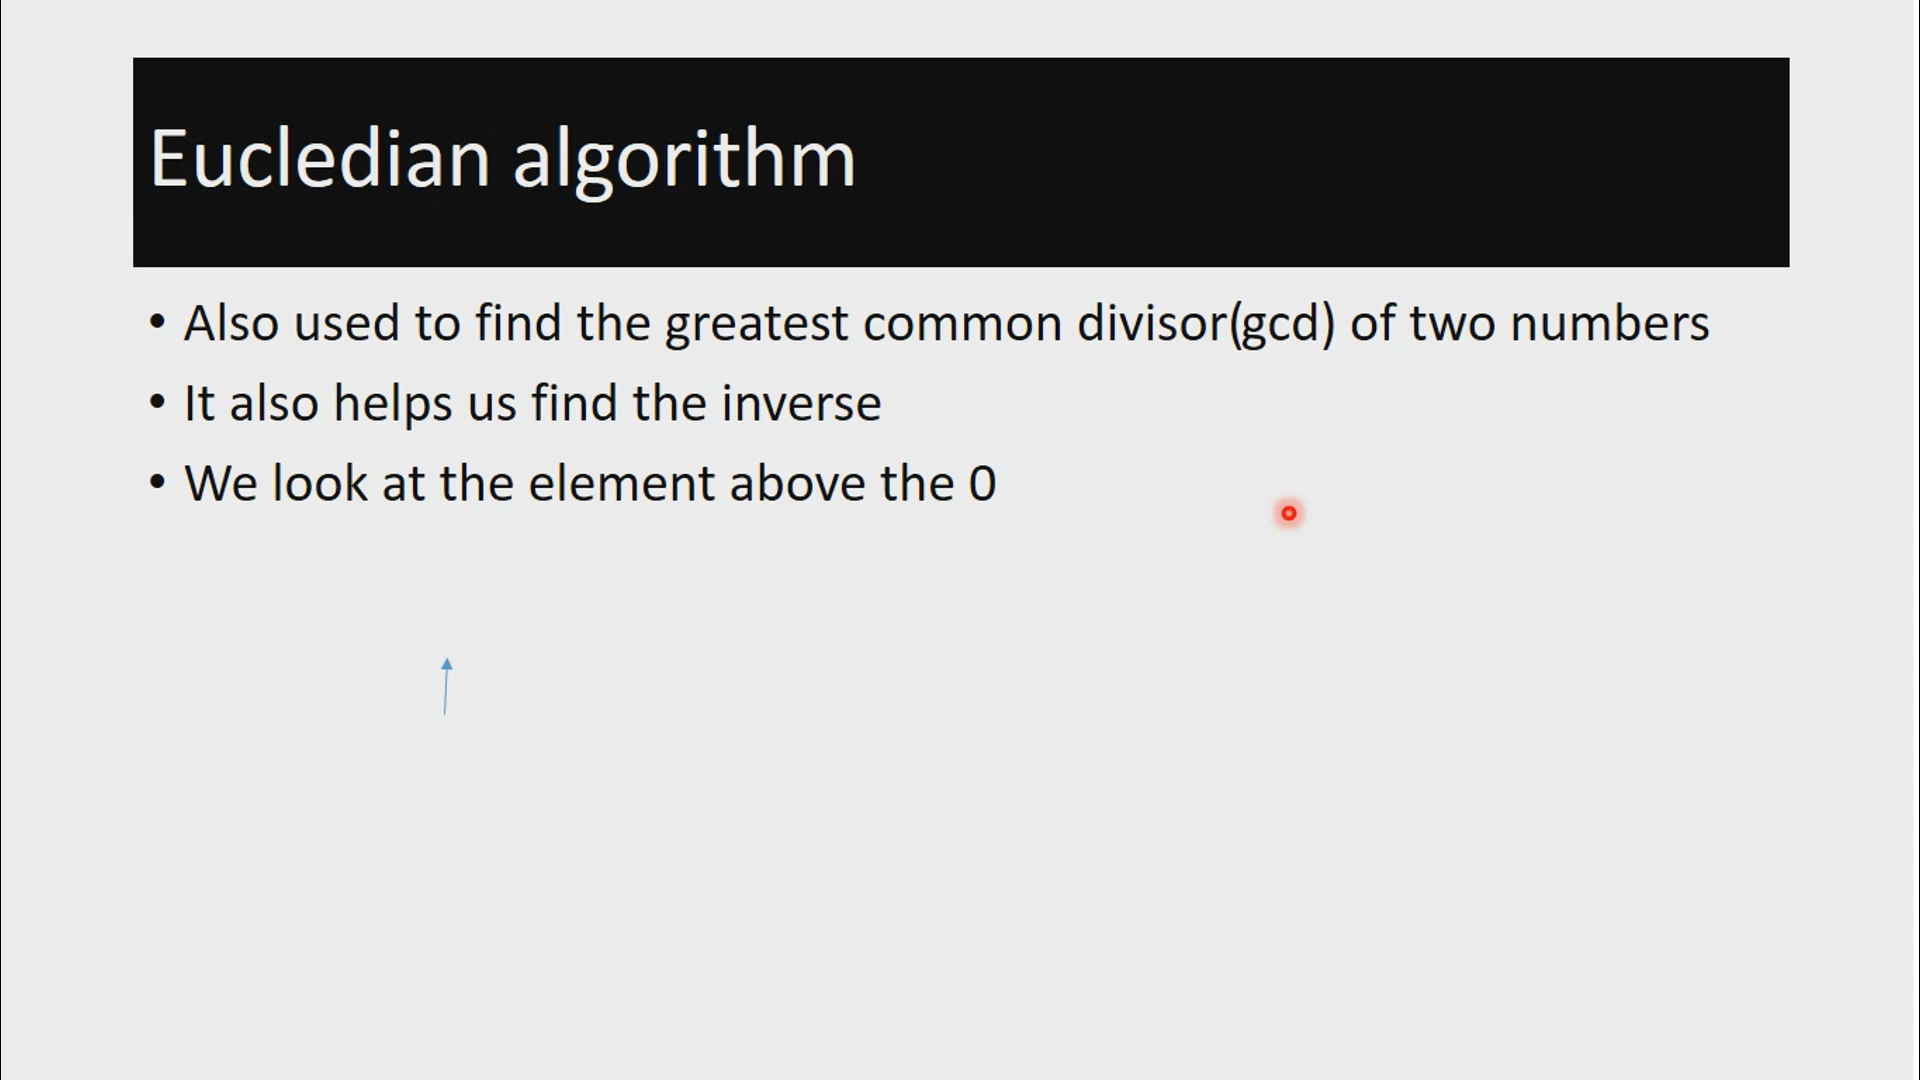 Eucledian algorithm
• Also used to find the greatest common divisor(gcd) of two numbers
• It also helps us find the inverse
• We look at the element above the 0